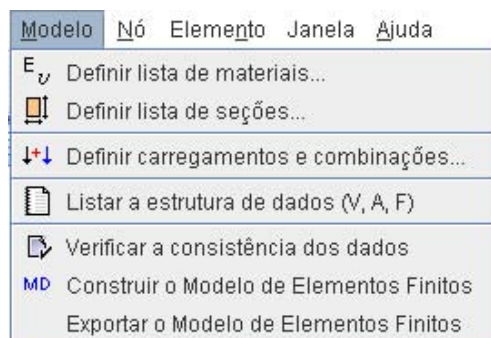 Modelo Nó Elemento Janela Ajuda
Eν Definir lista de materiais...
Definir lista de seções...
Definir carregamentos e combinações...
Listar a estrutura de dados (V, A, F)
Verificar a consistência dos dados
MD Construir o Modelo de Elementos Finitos
Exportar o Modelo de Elementos Finitos